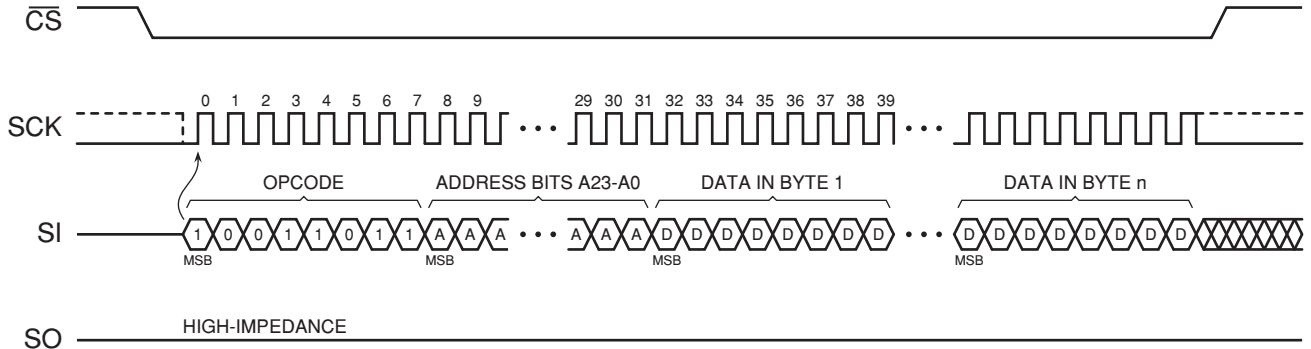 CS
0 1 2 3 4 5 6 7 8 9 29 30 31 32 33 34 35 36 37 38 39
SCK
OPCODE ADDRESS BITS A23-A0 DATA IN BYTE 1 DATA IN BYTE n
SI 1 0 0 1 1 0 1 1 A A A A A A D D D D D D D D D D D D D D D D
MSB MSB MSB MSB
HIGH-IMPEDANCE
SO